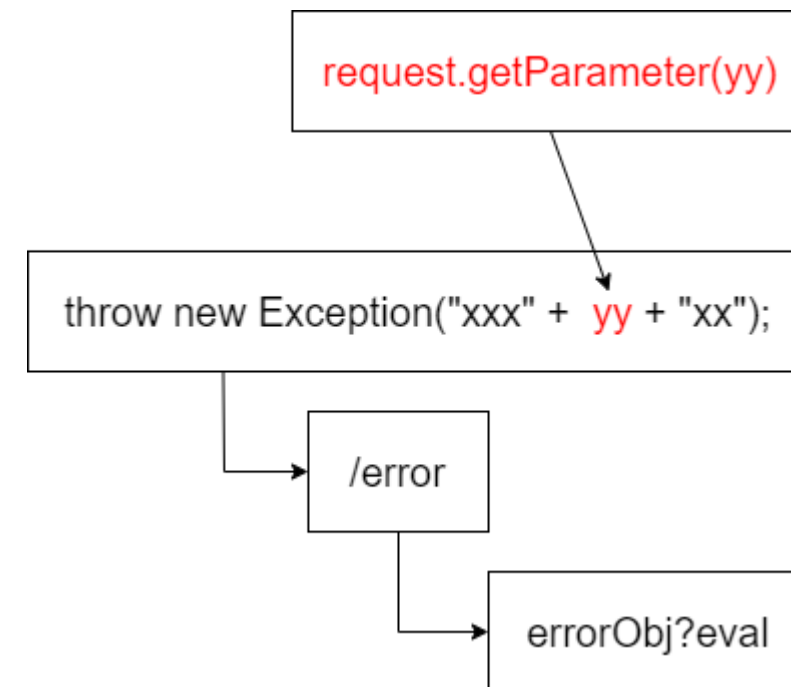 request.getParameter(yy)
throw new Exception("xxx" + yy + "xx");
/error
errorObj?eval